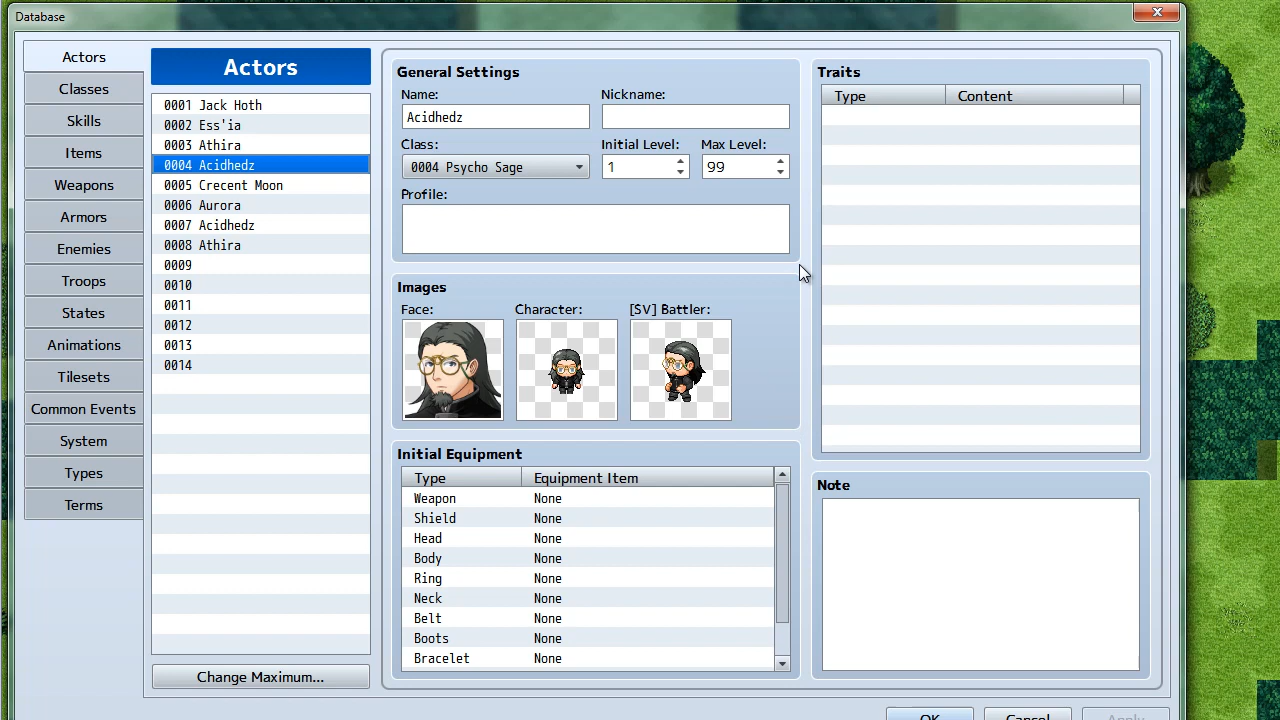 Database
Actors
Classes
Skills
Items
Weapons
Armors
Enemies
Troops
States
Animations
Tilesets
Common Events
System
Types
Terms
Actors
0001 Jack Hoth
0002 Ess'ia
0003 Athira
0004 Acidhedz
0005 Crecent Moon
0006 Aurora
0007 Acidhedz
0008 Athira
0009
0010
0011
0012
0013
0014
Change Maximum...
General Settings
Name: Nickname:
Acidhedz
Class: Initial Level: Max Level:
0004 Psycho Sage 1 99
Profile:
Images
Face: Character: [SV] Battler:
Initial Equipment
Type Equipment Item
Weapon None
Shield None
Head None
Body None
Ring None
Neck None
Belt None
Boots None
Bracelet None
Traits
Type Content
Note
OK Cancel Apply